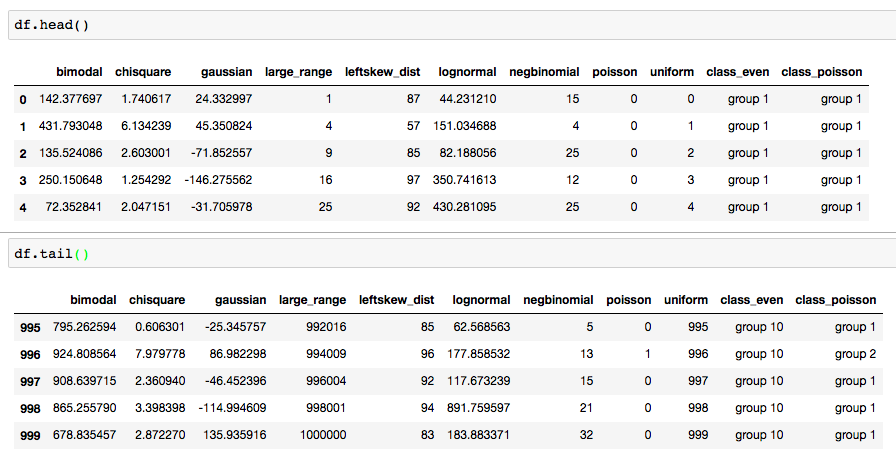 df.head()
bimodal chisquare gaussian large_range leftskew_dist lognormal negbinomial poisson uniform class_even class_poisson
0 142.377697 1.740617 24.332997 1 87 44.231210 15 0 0 group 1 group 1
1 431.793048 6.134239 45.350824 4 57 151.034688 4 0 1 group 1 group 1
2 135.524086 2.603001 -71.852557 9 85 82.188056 25 0 2 group 1 group 1
3 250.150648 1.254292 -146.275562 16 97 350.741613 12 0 3 group 1 group 1
4 72.352841 2.047151 -31.705978 25 92 430.281095 25 0 4 group 1 group 1
df.tail()
bimodal chisquare gaussian large_range leftskew_dist lognormal negbinomial poisson uniform class_even class_poisson
995 795.262594 0.606301 -25.345757 992016 85 62.568563 5 0 995 group 10 group 1
996 924.808564 7.979778 86.982298 994009 96 177.858532 13 1 996 group 10 group 2
997 908.639715 2.360940 -46.452396 996004 92 117.673239 15 0 997 group 10 group 1
998 865.255790 3.398398 -114.994609 998001 94 891.759597 21 0 998 group 10 group 1
999 678.835457 2.872270 135.935916 1000000 83 183.883371 32 0 999 group 10 group 1